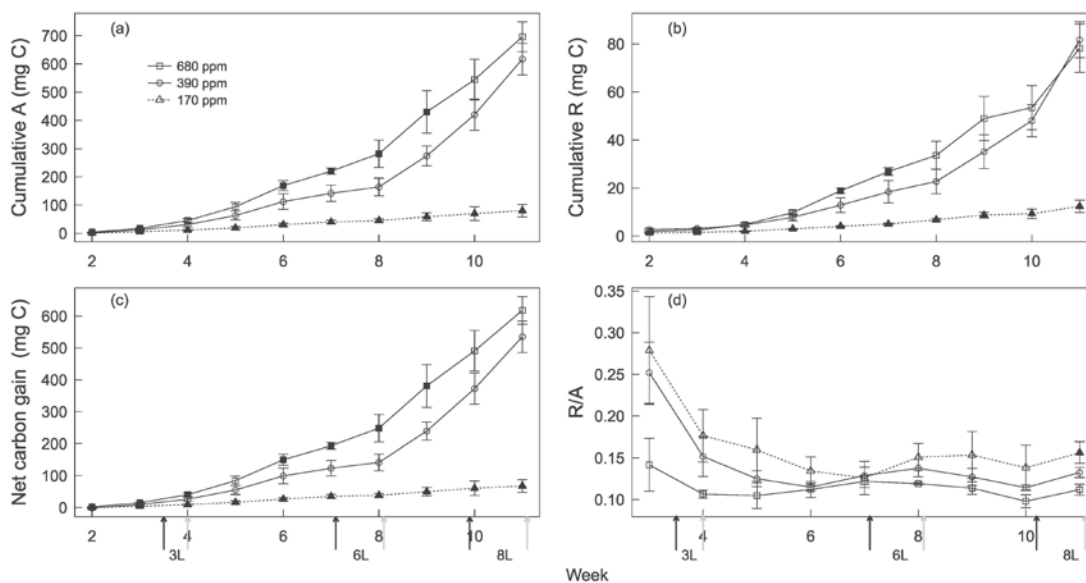 (a)
Cumulative A (mg C)
700
600
500
400
300
200
100
0
680 ppm
390 ppm
170 ppm
2 4 6 8 10
(b)
Cumulative R (mg C)
80
60
40
20
0
2 4 6 8 10
(c)
Net carbon gain (mg C)
600
500
400
300
200
100
0
2 4 6 8 10
3L 6L 8L
(d)
R/A
0.35
0.30
0.25
0.20
0.15
0.10
4 6 8 10
3L 6L 8L
Week